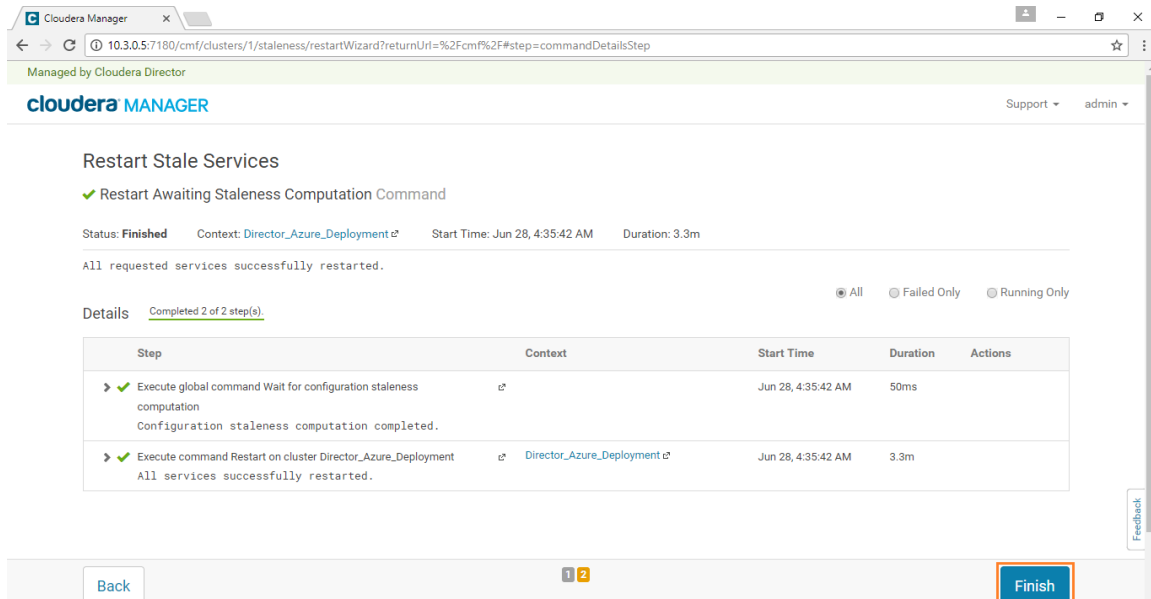 Cloudera Manager
10.3.0.5:7180/cmf/clusters/1/staleness/restartWizard?returnUrl=%2Fcmf%2F#step=commandDetailsStep
Managed by Cloudera Director
cloudera MANAGER
Support
admin
Restart Stale Services
Restart Awaiting Staleness Computation Command
Status: Finished Context: Director_Azure_Deployment Start Time: Jun 28, 4:35:42 AM Duration: 3.3m
All requested services successfully restarted.
All Failed Only Running Only
Details Completed 2 of 2 step(s).
Step Context Start Time Duration Actions
Execute global command Wait for configuration staleness Jun 28, 4:35:42 AM 50ms
computation
Configuration staleness computation completed.
Execute command Restart on cluster Director_Azure_Deployment Director_Azure_Deployment Jun 28, 4:35:42 AM 3.3m
All services successfully restarted.
Feedback
Back 1 2 Finish